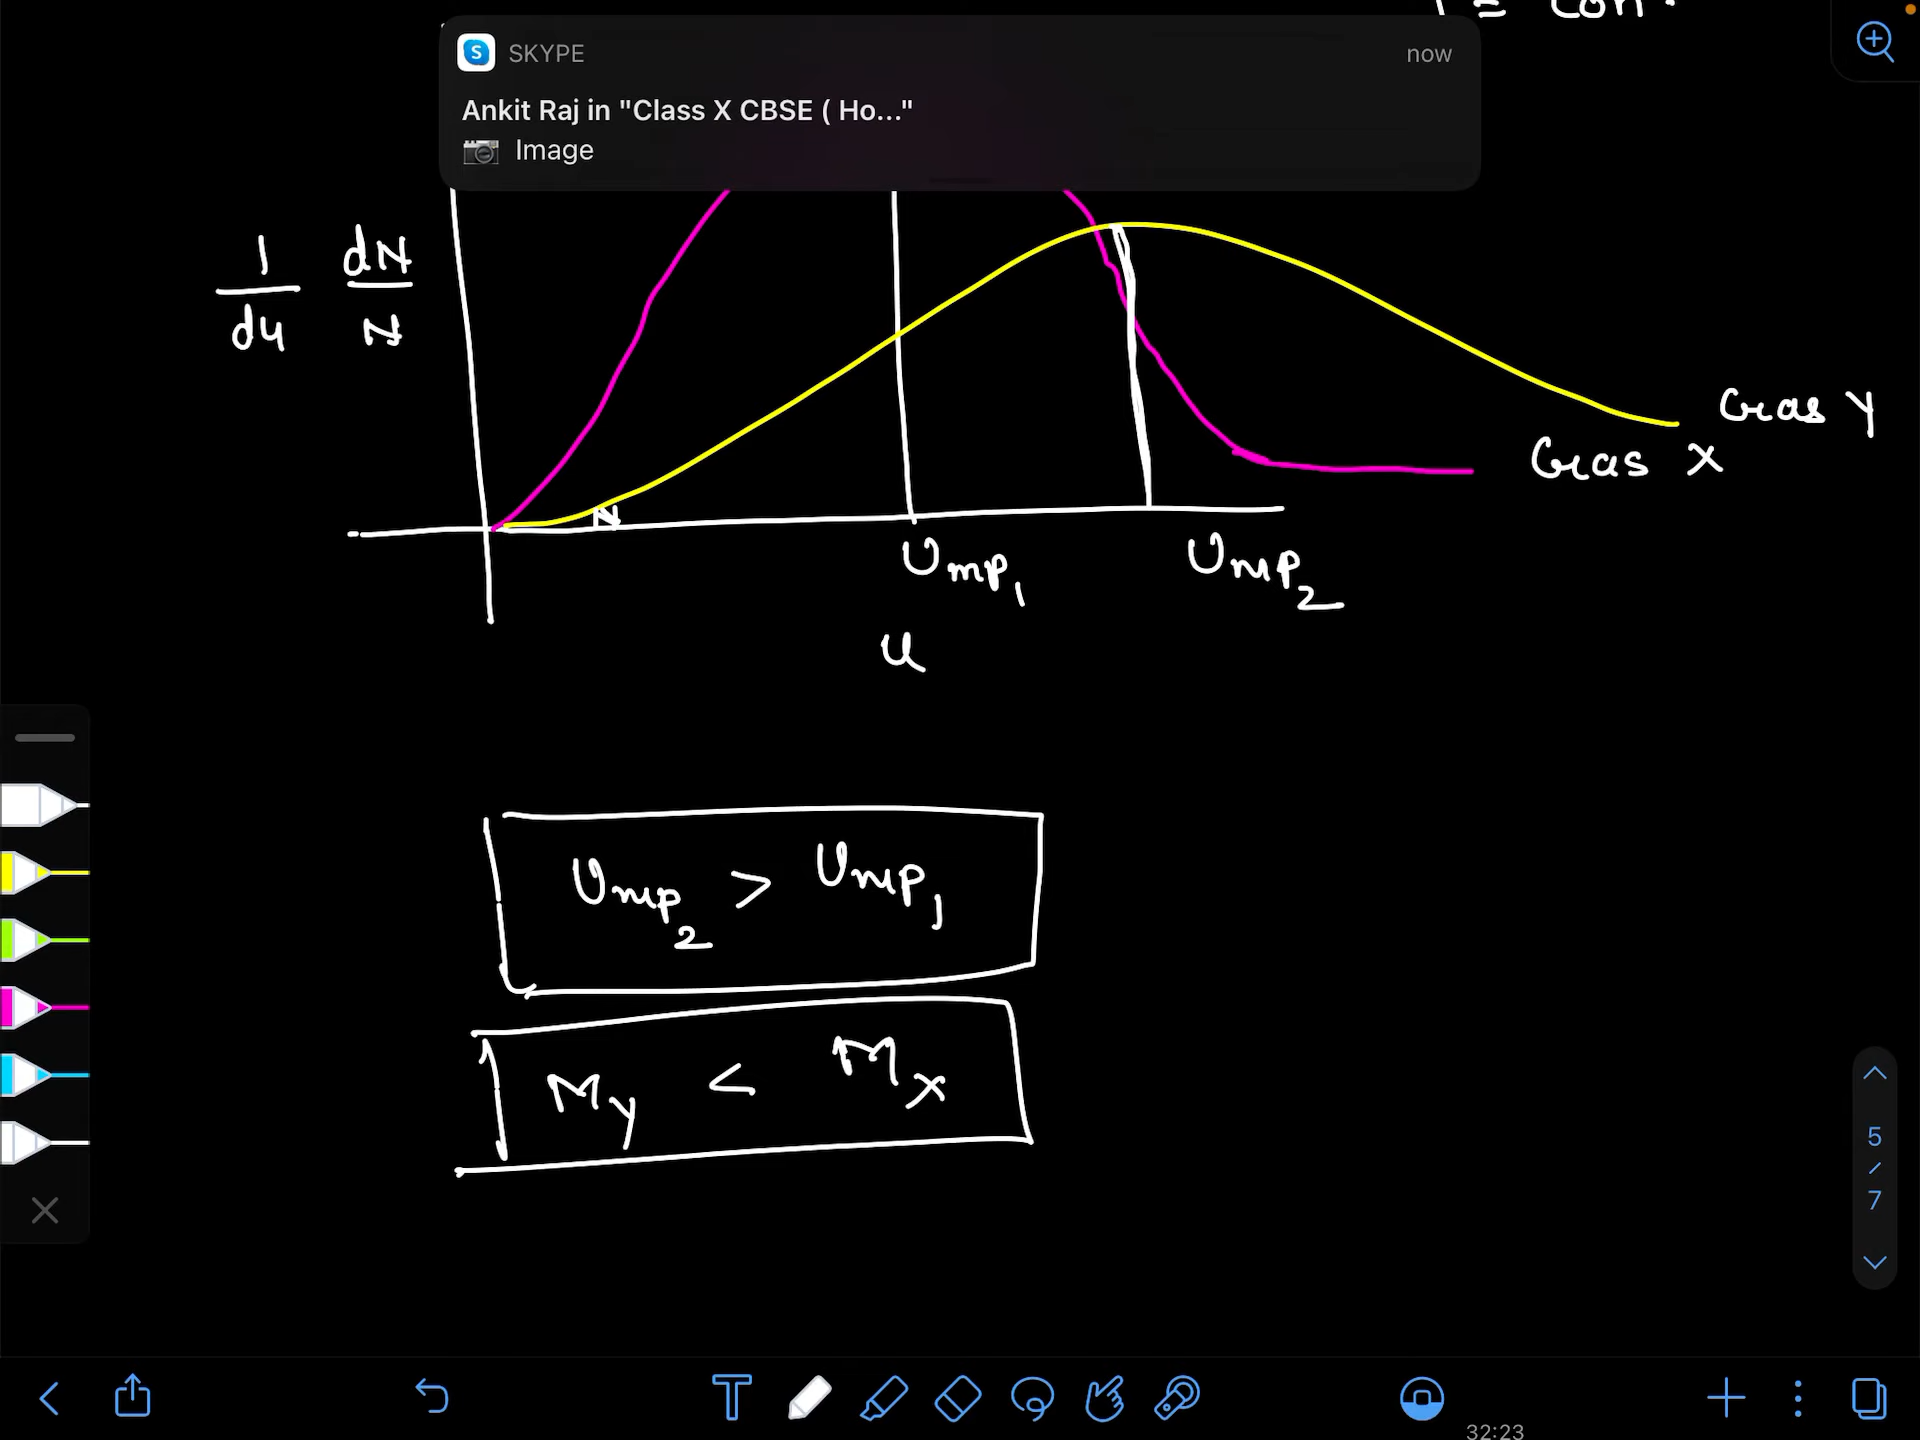 T = Con.
SKYPE now
Ankit Raj in "Class X CBSE ( Ho..."
Image
1/du dN/N
Gas Y
Gas X
Ump1 Ump2
u
Ump2 > Ump1
My < Mx
5
/
7
T
32:23